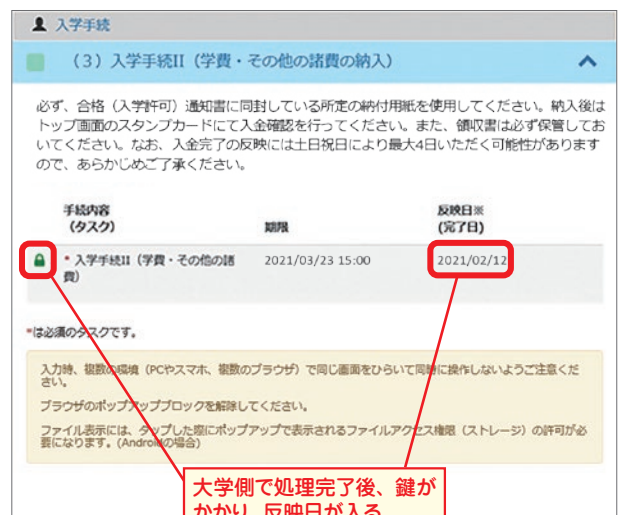 入学手続
（3）入学手続II（学費・その他の諸費の納入）
必ず、合格（入学許可）通知書に同封している所定の納付用紙を使用してください。納入後は
トップ画面のスタンプカードにて入金確認を行ってください。また、領収書は必ず保管してお
いてください。なお、入金完了の反映には土日祝日により最大4日いただく可能性があります
ので、あらかじめご了承ください。
手続内容
（タスク） 期限 反映日※
（完了日）
* 入学手続II（学費・その他の諸
費） 2021/03/23 15:00 2021/02/12
*は必須のタスクです。
入力時、複数の環境（PCやスマホ、複数のブラウザ）で同じ画面をひらいて同時に操作しないようご注意くだ
さい。
ブラウザのポップアップブロックを解除してください。
ファイル表示には、タップした際にポップアップで表示されるファイルアクセス権限（ストレージ）の許可が必
要になります。(Androidの場合)
大学側で処理完了後、鍵が
かかり、反映日が入る